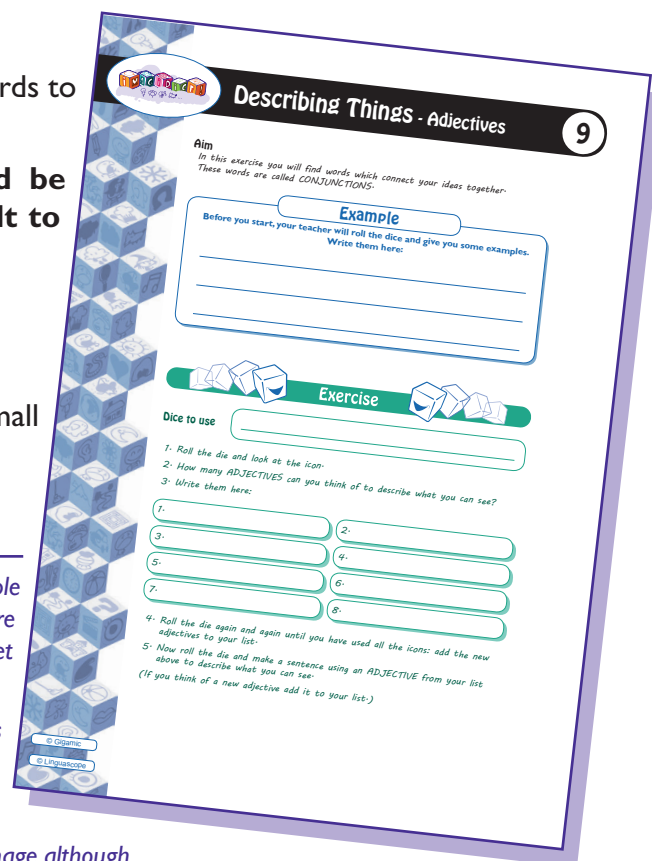 rds to
d be
lt to
mall
ole
re
et
s
nage although
Describing Things - Adjectives
9
Aim
In this exercise you will find words which connect your ideas together.
These words are called CONJUNCTIONS.
Example
Before you start, your teacher will roll the dice and give you some examples.
Write them here:
Exercise
Dice to use
1. Roll the die and look at the icon.
2. How many ADJECTIVES can you think of to describe what you can see?
3. Write them here:
1.
2.
3.
4.
5.
6.
7.
8.
4. Roll the die again and again until you have used all the icons: add the new
adjectives to your list.
5. Now roll the die and make a sentence using an ADJECTIVE from your list
above to describe what you can see.
(If you think of a new adjective add it to your list.)
© Gigamic
© Linguascope